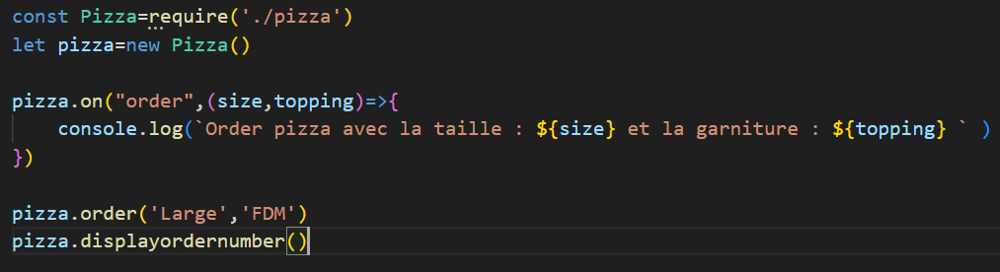 const Pizza=require('./pizza')
let pizza=new Pizza()
pizza.on("order",(size,topping)=>{
    console.log(`Order pizza avec la taille : ${size} et la garniture : ${topping} ` )
})
pizza.order('Large','FDM')
pizza.displayordernumber()